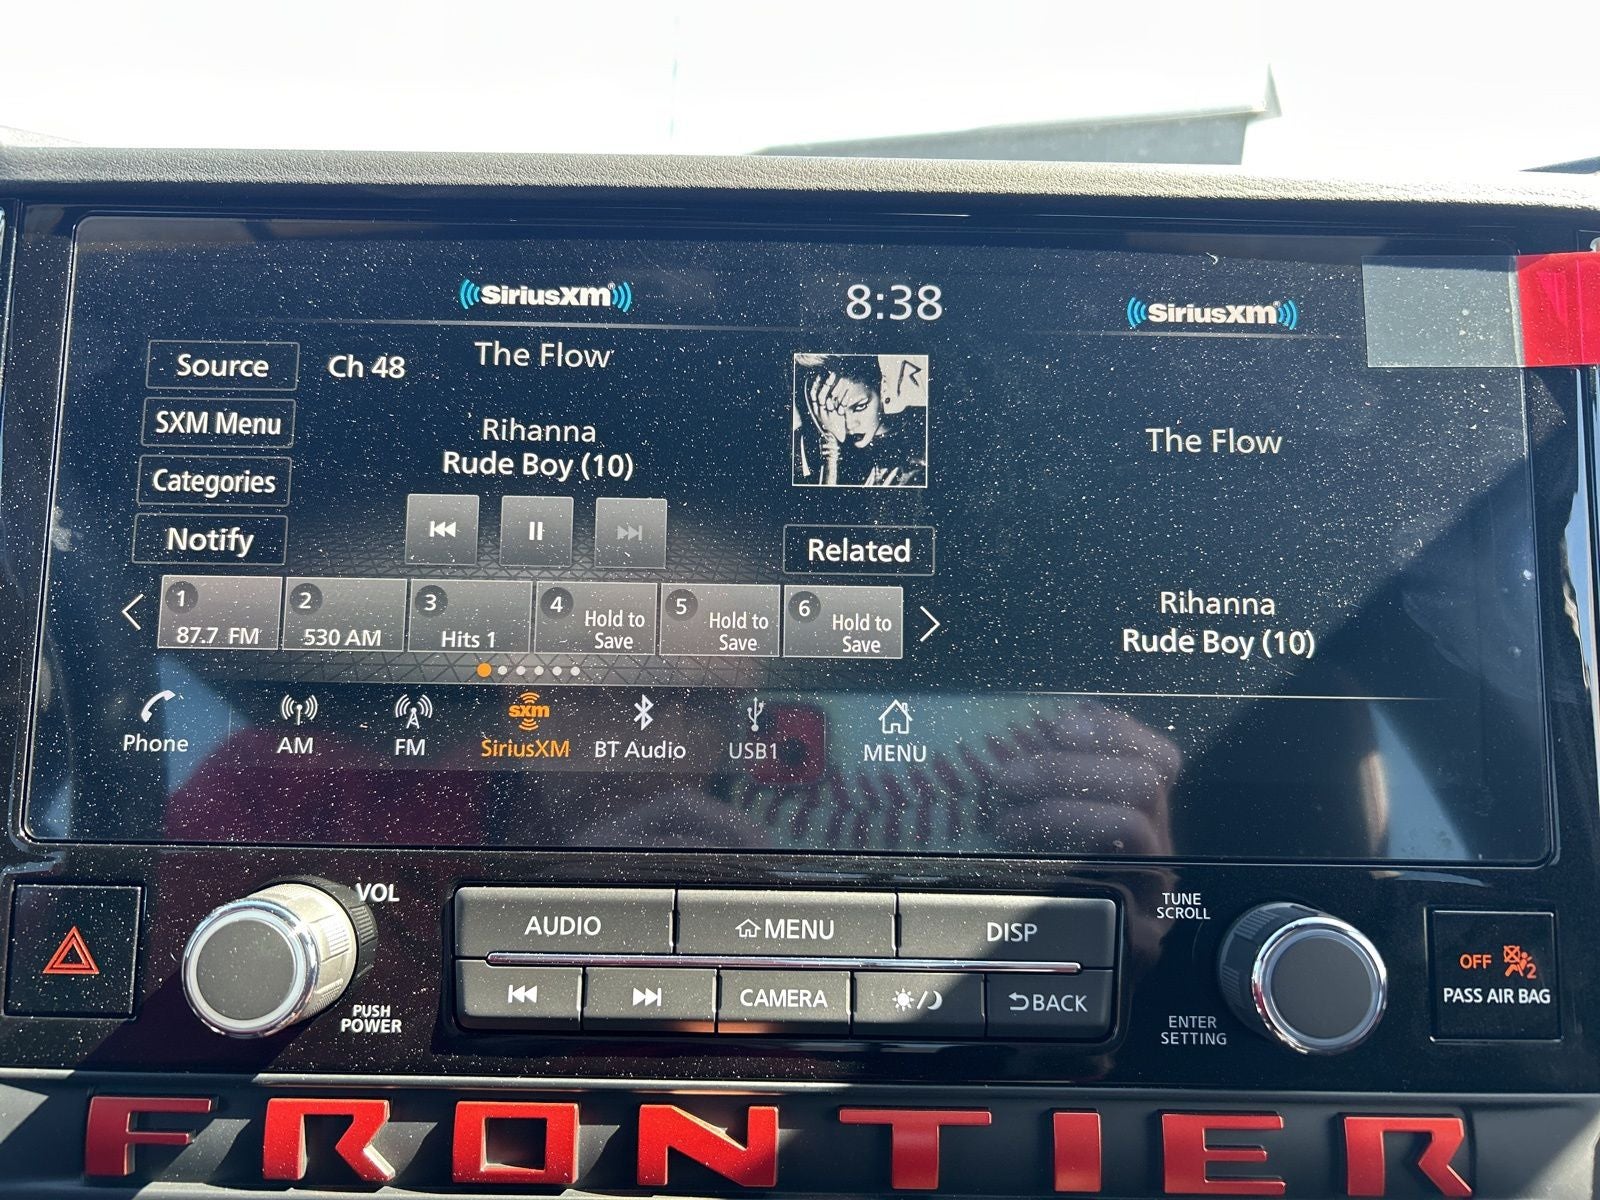 SiriusXM
8:38
SiriusXM
Source
Ch 48
The Flow
SXM Menu
Rihanna
Rude Boy (10)
R
Categories
Notify
Related
The Flow
Rihanna
Rude Boy (10)
1
87.7 FM
2
530 AM
3
Hits 1
4
Hold to
Save
5
Hold to
Save
6
Hold to
Save
Phone
AM
FM
sxm
SiriusXM
BT Audio
USB1
MENU
VOL
PUSH
POWER
AUDIO
MENU
DISP
CAMERA
BACK
TUNE
SCROLL
ENTER
SETTING
OFF
2
PASS AIR BAG
FRONTIER